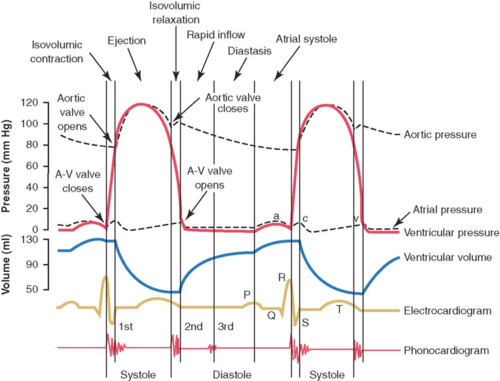 Isovolumic
relaxation
Rapid inflow
Ejection
Isovolumic
contraction
Diastasis
Atrial systole
Aortic
valve
opens
Aortic valve
closes
A-V valve
closes
A-V valve
opens
Pressure (mm Hg)
120
100
80
60
40
20
0
Aortic pressure
a
c
v
Atrial pressure
Ventricular pressure
Volume (ml)
130
90
50
Ventricular volume
R
P
Q
S
T
Electrocardiogram
1st
2nd
3rd
Phonocardiogram
Systole
Diastole
Systole